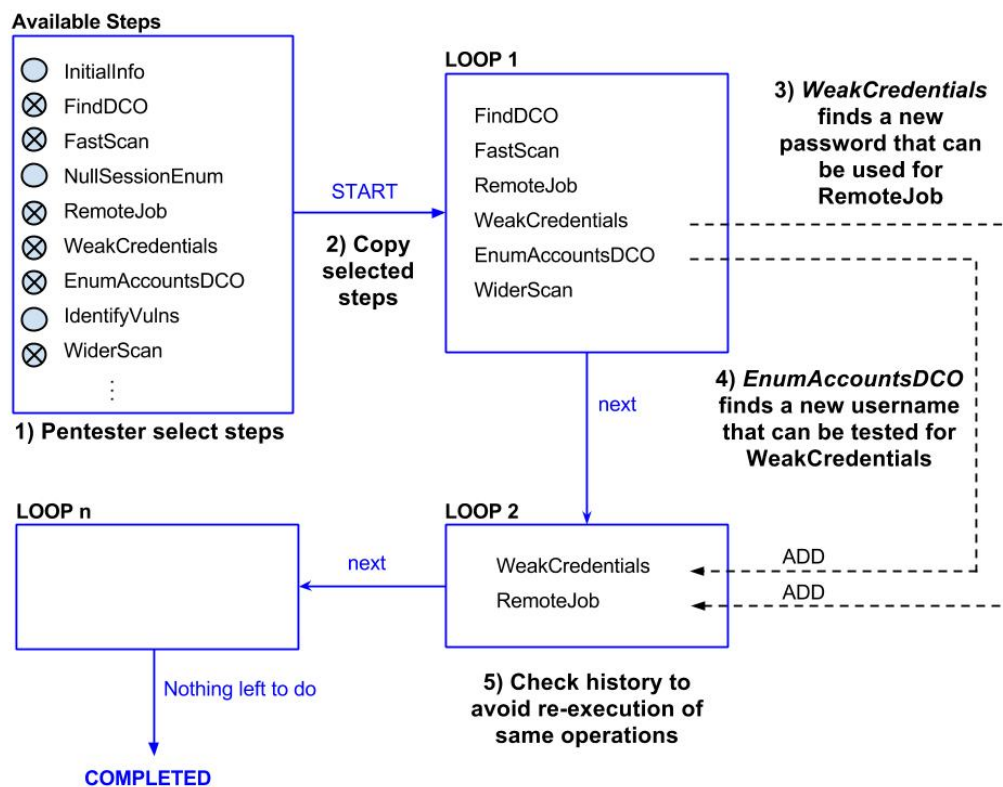 Available Steps
InitialInfo
FindDCO
FastScan
NullSessionEnum
RemoteJob
WeakCredentials
EnumAccountsDCO
IdentifyVulns
WiderScan
⋮
1) Pentester select steps
START
2) Copy
selected
steps
LOOP 1
FindDCO
FastScan
RemoteJob
WeakCredentials
EnumAccountsDCO
WiderScan
3) WeakCredentials
finds a new
password that can
be used for
RemoteJob
4) EnumAccountsDCO
finds a new username
that can be tested for
WeakCredentials
next
LOOP 2
WeakCredentials
RemoteJob
ADD
ADD
5) Check history to
avoid re-execution of
same operations
next
LOOP n
Nothing left to do
COMPLETED